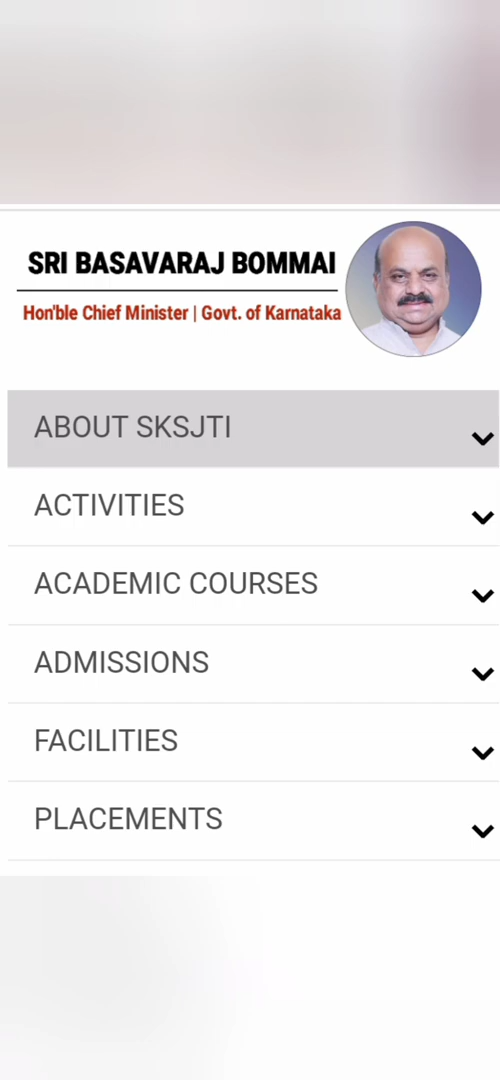 SRI BASAVARAJ BOMMAI
Hon'ble Chief Minister | Govt. of Karnataka
ABOUT SKSJTI
ACTIVITIES
ACADEMIC COURSES
ADMISSIONS
FACILITIES
PLACEMENTS